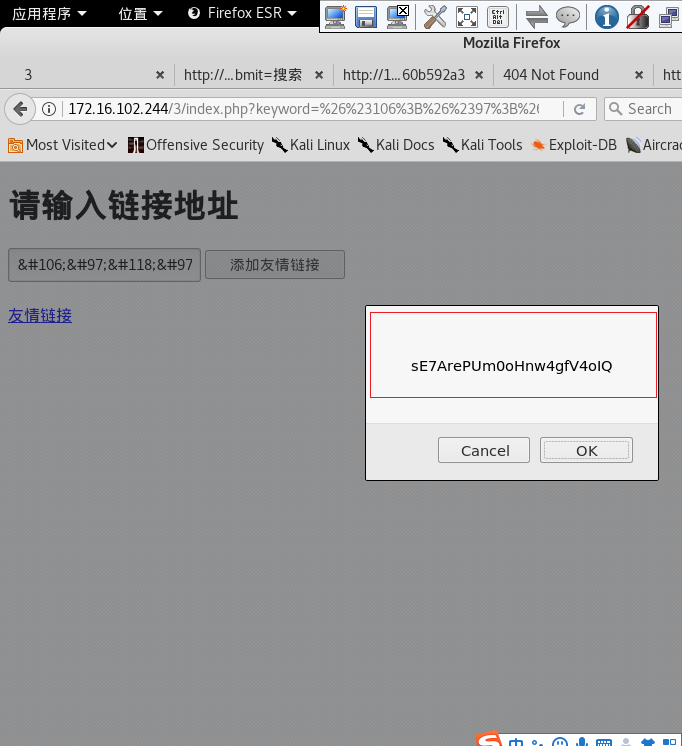 应用程序 位置 Firefox ESR
Mozilla Firefox
3 http://...bmit=搜索 http://1...60b592a3 404 Not Found htt
172.16.102.244/3/index.php?keyword=%26%23106%3B%26%2397%3B%26 Search
Most Visited Offensive Security Kali Linux Kali Docs Kali Tools Exploit-DB Aircrac
请输入链接地址
&#106;&#97;&#118;&#97 添加友情链接
友情链接
sE7ArePUm0oHnw4gfV4oIQ
Cancel OK
中